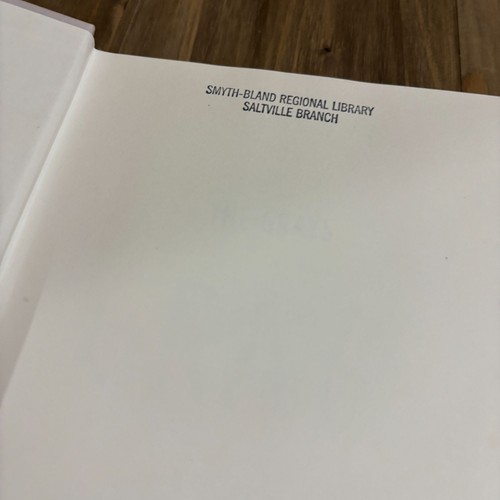 SMYTH-BLAND REGIONAL LIBRARY
SALTVILLE BRANCH